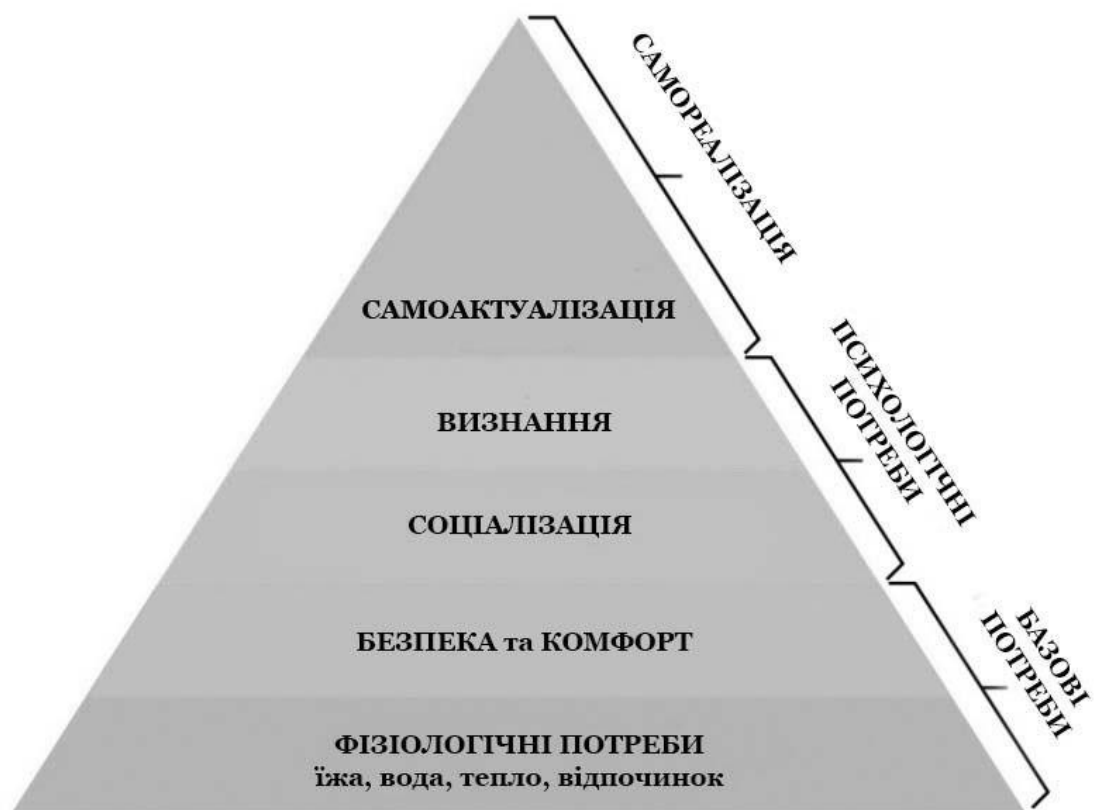 САМОРЕАЛІЗАЦІЯ
САМОАКТУАЛІЗАЦІЯ
ПСИХОЛОГІЧНІ
ПОТРЕБИ
ВИЗНАННЯ
СОЦІАЛІЗАЦІЯ
БАЗОВІ
ПОТРЕБИ
БЕЗПЕКА та КОМФОРТ
ФІЗІОЛОГІЧНІ ПОТРЕБИ
їжа, вода, тепло, відпочинок